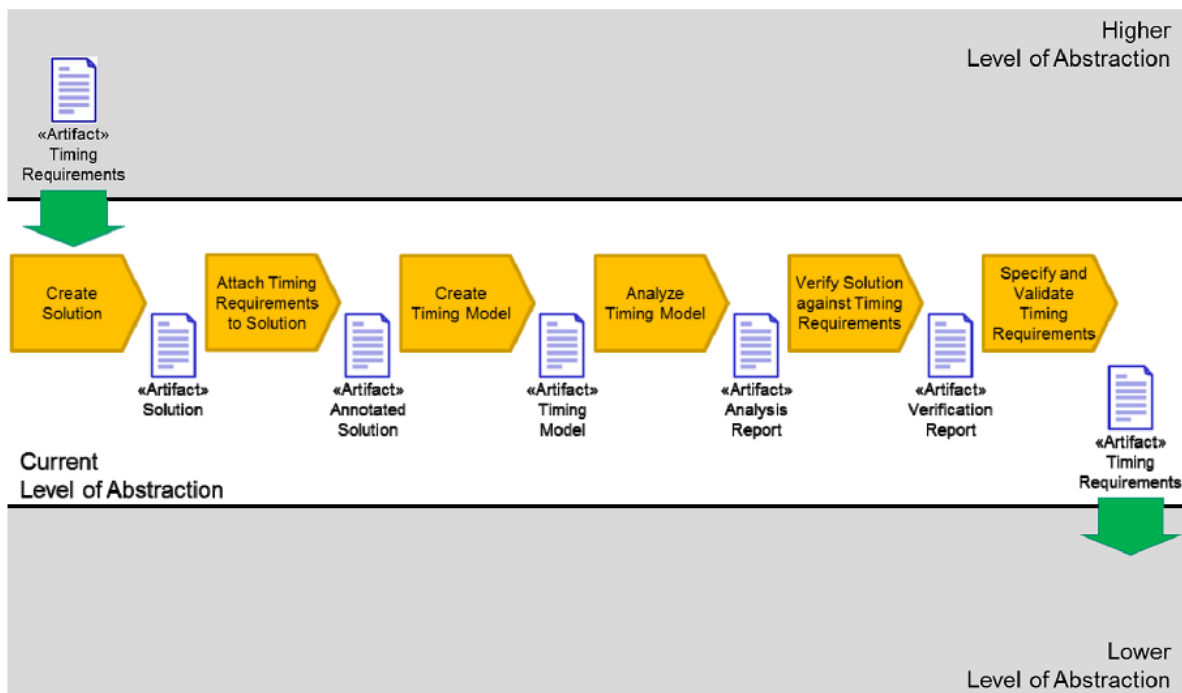 Higher
Level of Abstraction
«Artifact»
Timing
Requirements
Create
Solution
Attach Timing
Requirements
to Solution
Create
Timing Model
Analyze
Timing Model
Verify Solution
against Timing
Requirements
Specify and
Validate
Timing
Requirements
«Artifact»
Solution
«Artifact»
Annotated
Solution
«Artifact»
Timing
Model
«Artifact»
Analysis
Report
«Artifact»
Verification
Report
«Artifact»
Timing
Requirements
Current
Level of Abstraction
Lower
Level of Abstraction